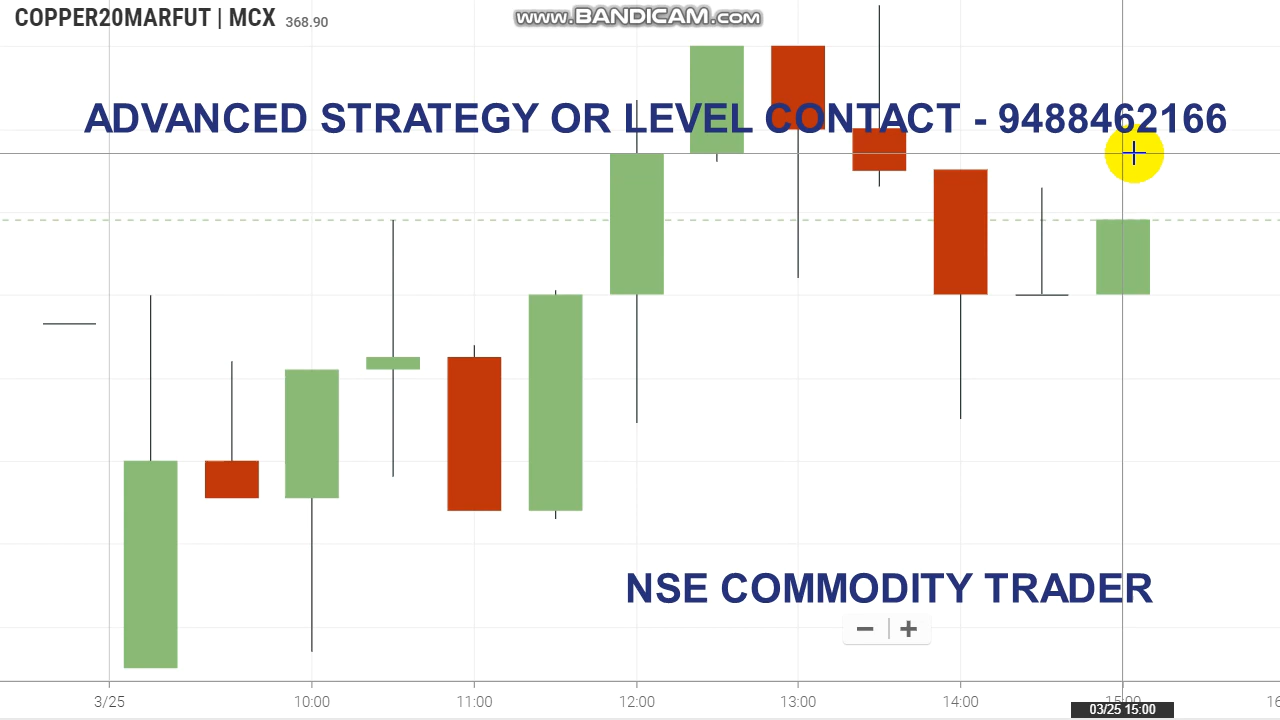 COPPER20MARFUT | MCX 368.90
www.BANDICAM.com
ADVANCED STRATEGY OR LEVEL CONTACT - 9488462166
NSE COMMODITY TRADER
− | +
3/25 10:00 11:00 12:00 13:00 14:00 15:00 16
03/25 15:00